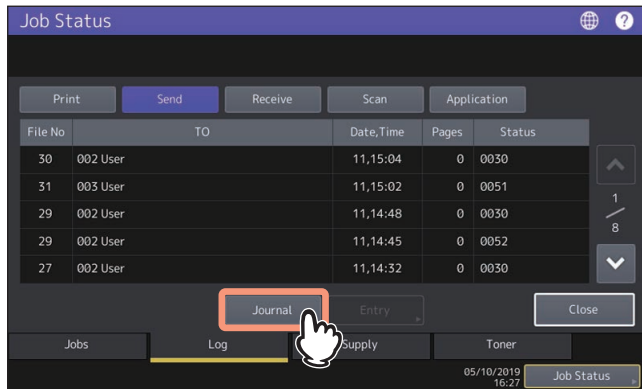 Job Status ?
Print Send Receive Scan Application
File No TO Date,Time Pages Status
30 002 User 11,15:04 0 0030
31 003 User 11,15:02 0 0051
29 002 User 11,14:48 0 0030
29 002 User 11,14:45 0 0052
27 002 User 11,14:32 0 0030
1
8
Journal Entry Close
Jobs Log Supply Toner
05/10/2019
16:27
Job Status